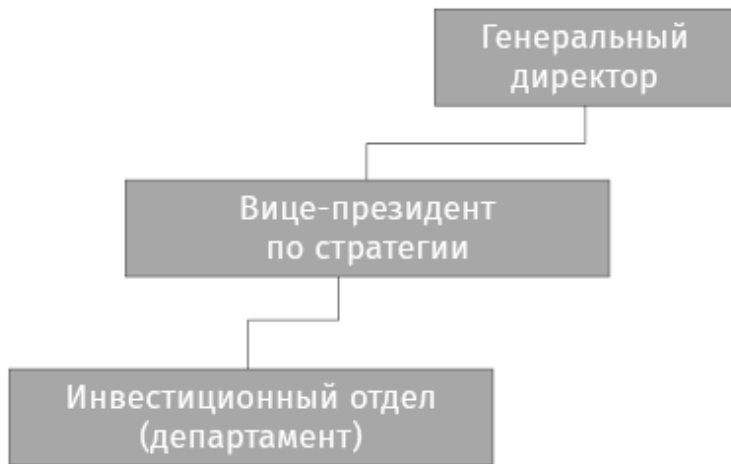 Генеральный
директор
Вице-президент
по стратегии
Инвестиционный отдел
(департамент)